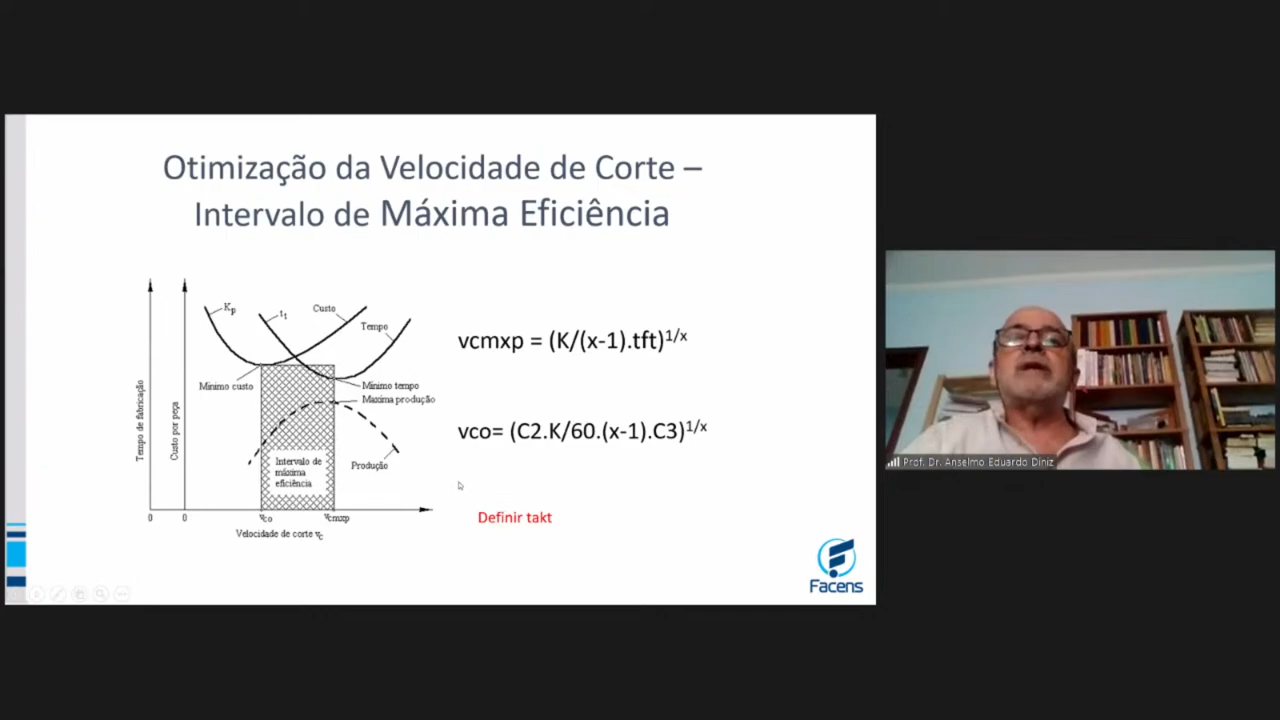 Otimização da Velocidade de Corte –
Intervalo de Máxima Eficiência
Kp
tt
Custo
Tempo
Mínimo custo
Mínimo tempo
Máxima produção
Produção
Intervalo de
máxima
eficiência
Tempo de fabricação
Custo por peça
0
0
vco
vcmxp
Velocidade de corte vc
vcmxp = (K/(x-1).tft)1/x
vco= (C2.K/60.(x-1).C3)1/x
Definir takt
Facens
Prof. Dr. Anselmo Eduardo Diniz